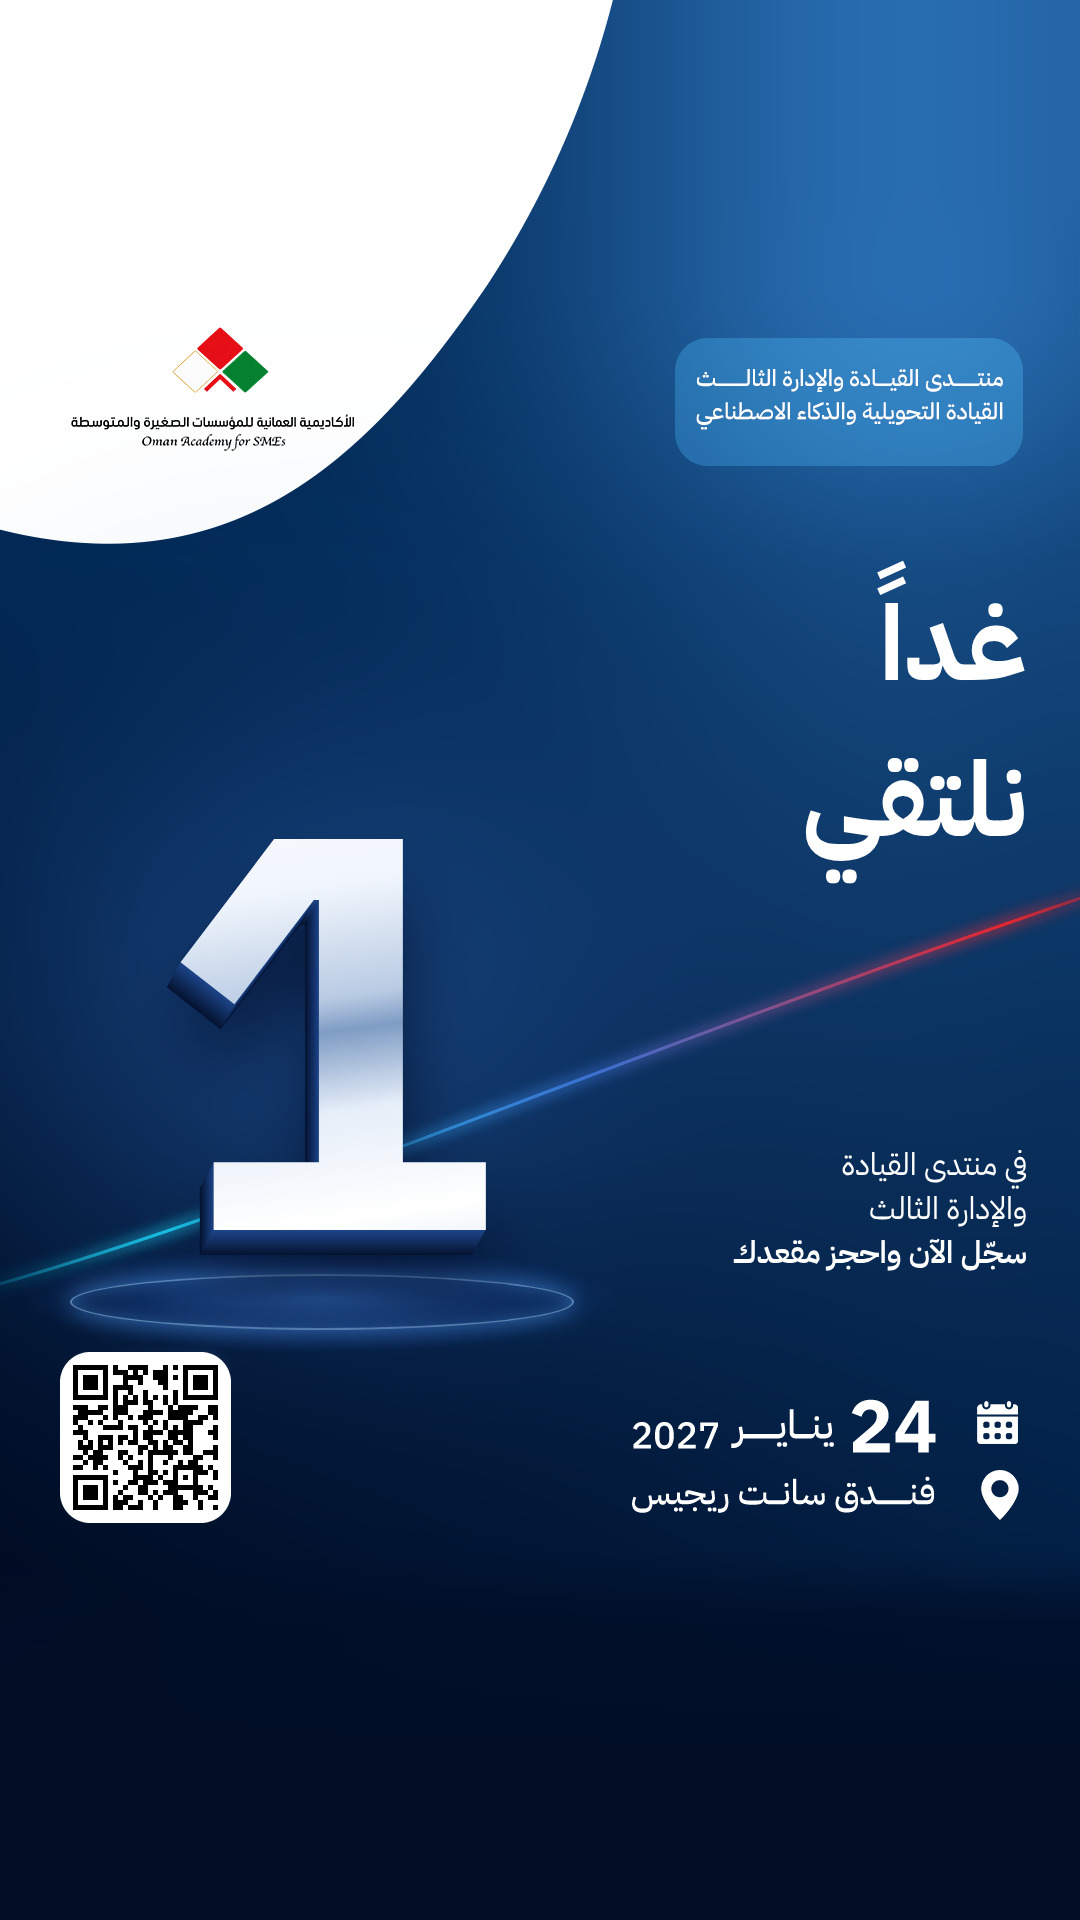 الأكاديمية العمانية للمؤسسات الصغيرة والمتوسطة
Oman Academy for SMEs
منتـــدى القيـــادة والإدارة الثالـــث
القيادة التحويلية والذكاء الاصطناعي
غداً
نلتقي
1
في منتدى القيادة
والإدارة الثالث
سجّل الآن واحجز مقعدك
24 ينـايـــر 2027
فنـــدق سانـت ريجيس